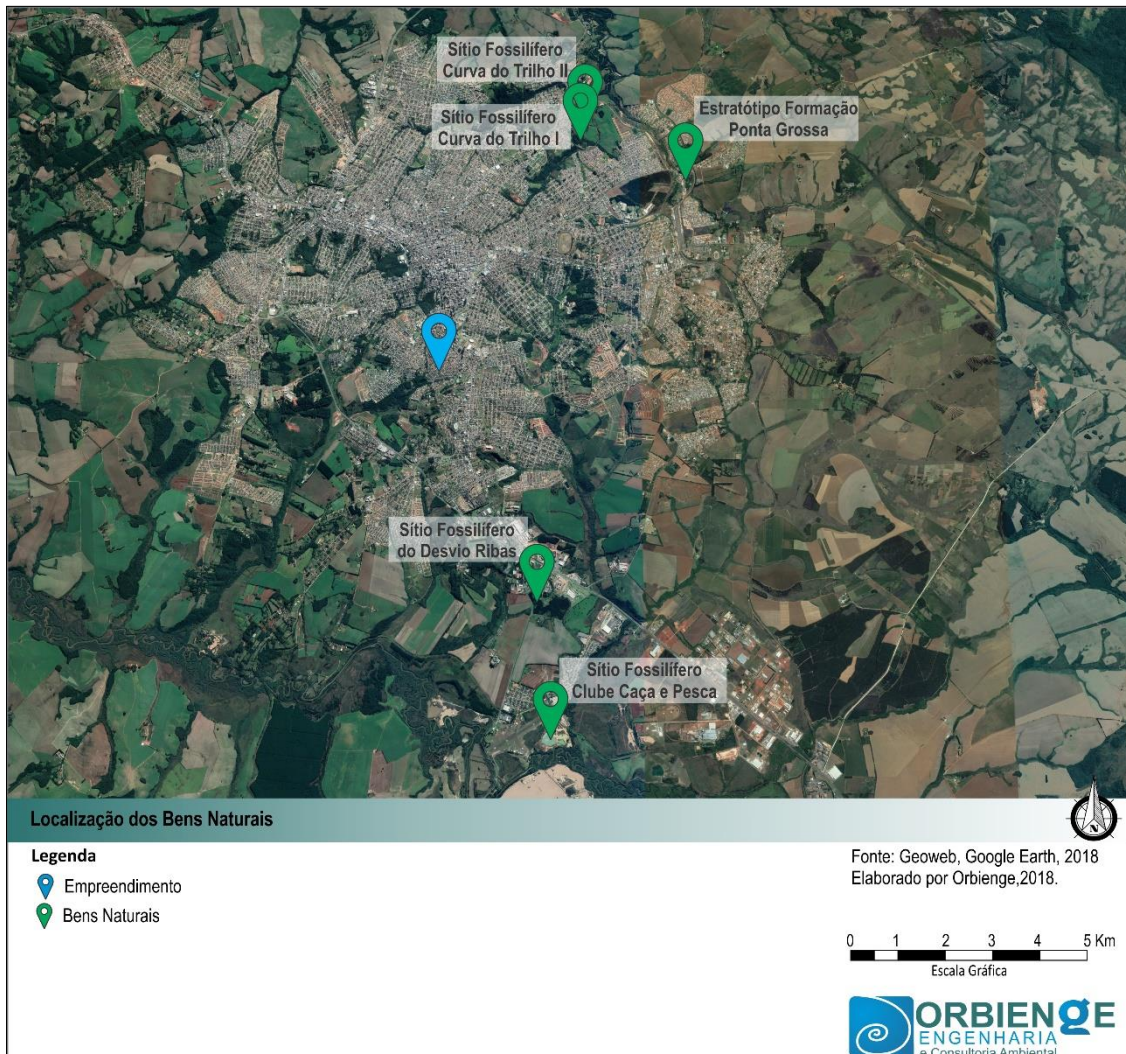 Sítio Fossilífero
Curva do Trilho II
Sítio Fossilífero
Curva do Trilho I
Estratótipo Formação
Ponta Grossa
Sítio Fossilífero
do Desvio Ribas
Sítio Fossilífero
Clube Caça e Pesca
Localização dos Bens Naturais
N
Legenda
Empreendimento
Bens Naturais
Fonte: Geoweb, Google Earth, 2018
Elaborado por Orbienge,2018.
0 1 2 3 4 5 Km
Escala Gráfica
ORBIENGE
ENGENHARIA
e Consultoria Ambiental